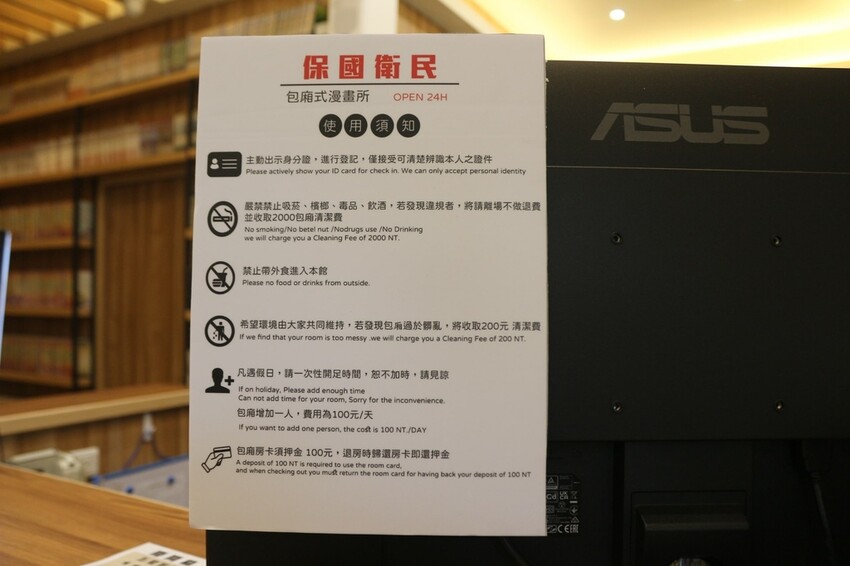 保國衛民
包廂式漫畫所 OPEN 24H
使用須知
主動出示身分證，進行登記，僅接受可清楚辨識本人之證件
Please actively show your ID card for check in. We can only accept personal identity
嚴禁禁止吸菸、檳榔、毒品、飲酒，若發現違規者，將請離場不做退費
並收取2000包廂清潔費
No smoking/No betel nut /Nodrugs use /No Drinking
we will charge you a Cleaning Fee of 2000 NT.
禁止帶外食進入本館
Please no food or drinks from outside.
希望環境由大家共同維持，若發現包廂過於髒亂，將收取200元 清潔費
If we find that your room is too messy .we will charge you a Cleaning Fee of 200 NT.
凡遇假日，請一次性開足時間，恕不加時，請見諒
If on holiday, Please add enough time
Can not add time for your room, Sorry for the inconvenience.
包廂增加一人，費用為100元/天
If you want to add one person, the cost is 100 NT./DAY
包廂房卡須押金 100元，退房時歸還房卡即還押金
A deposit of 100 NT is required to use the room card,
and when checking out you must return the room card for having back your deposit of 100 NT
ASUS